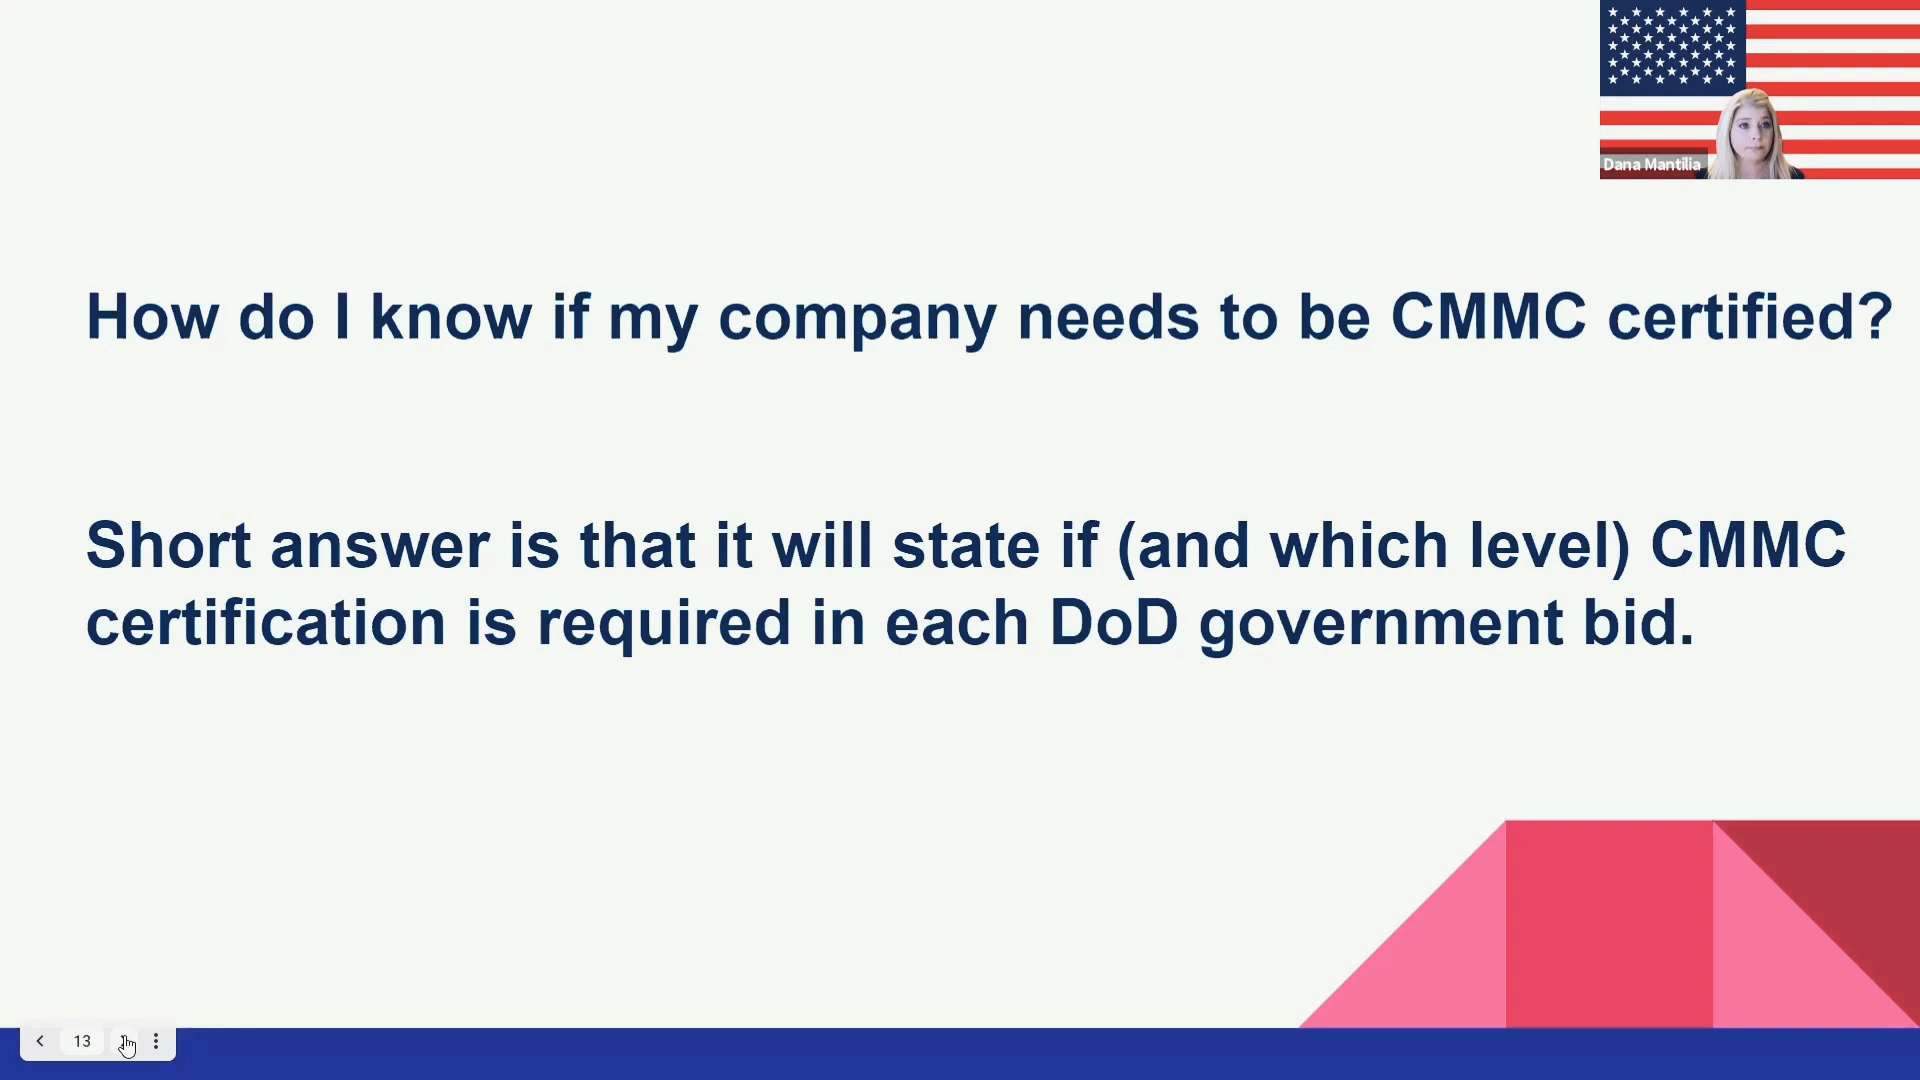 Dana Mantilia
How do I know if my company needs to be CMMC certified?
Short answer is that it will state if (and which level) CMMC
certification is required in each DoD government bid.
13